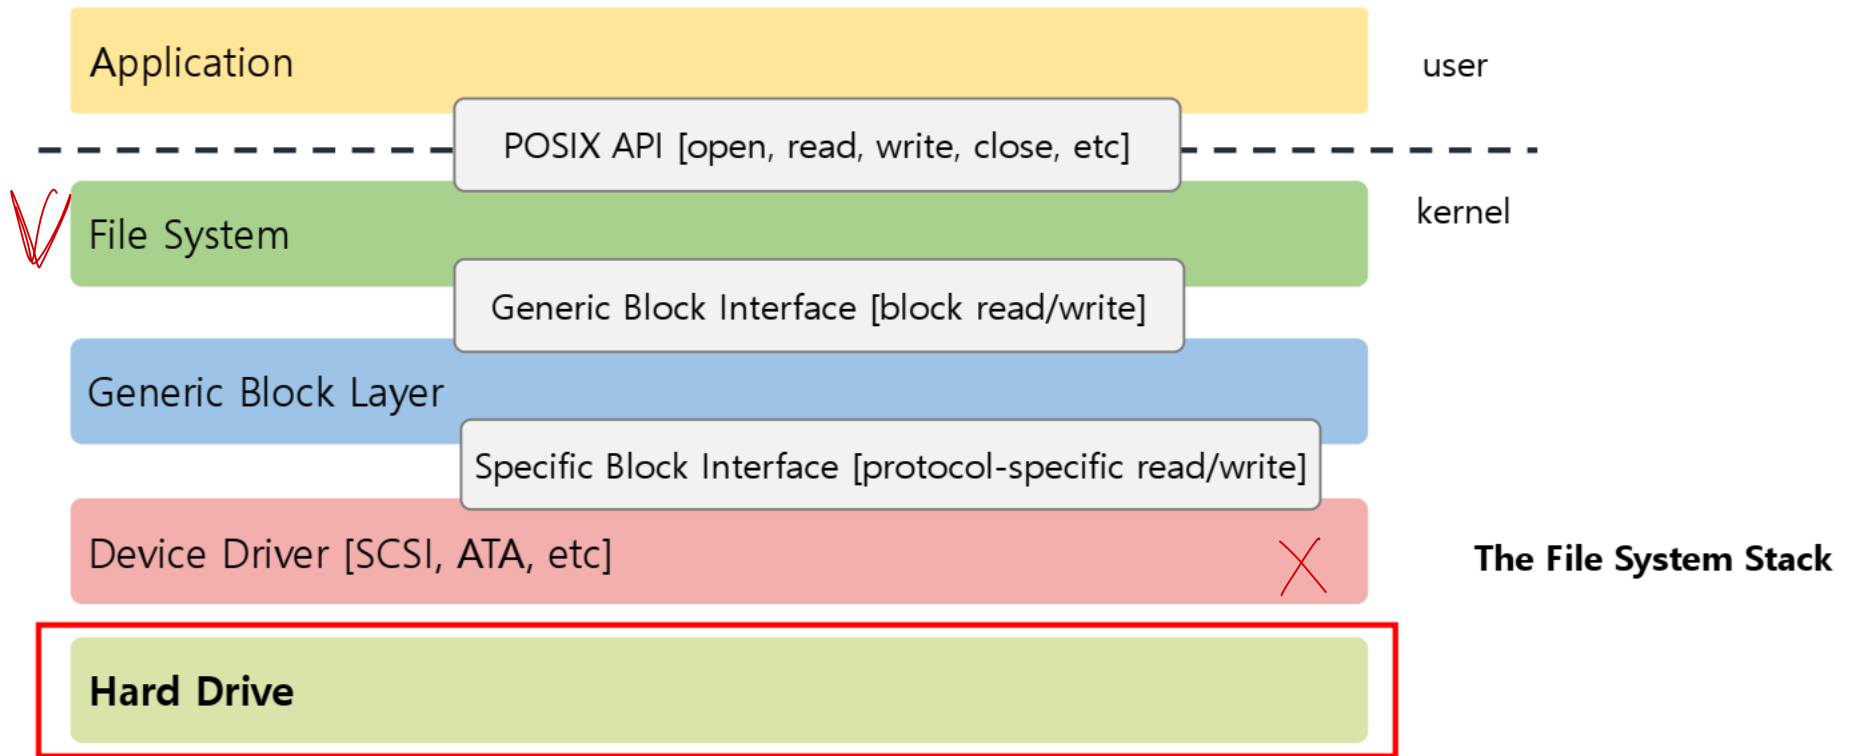 Application
user
POSIX API [open, read, write, close, etc]
File System
kernel
Generic Block Interface [block read/write]
Generic Block Layer
Specific Block Interface [protocol-specific read/write]
Device Driver [SCSI, ATA, etc]
The File System Stack
Hard Drive